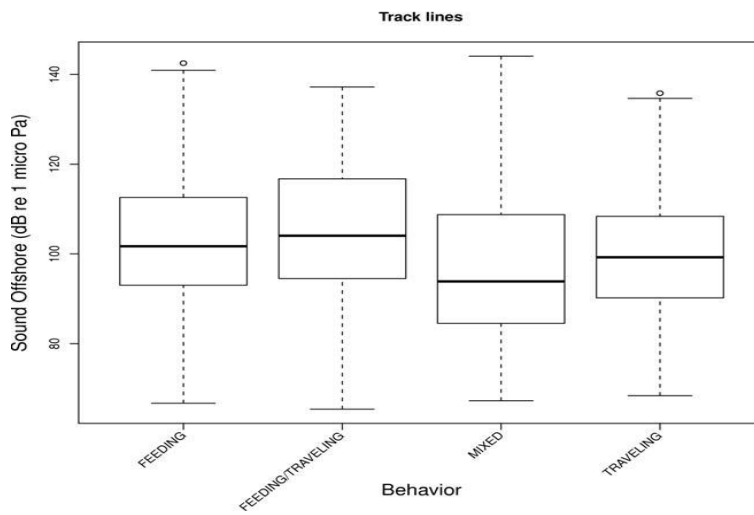 Track lines
Sound Offshore (dB re 1 micro Pa)
140
120
100
80
FEEDING
FEEDING/TRAVELING
MIXED
TRAVELING
Behavior